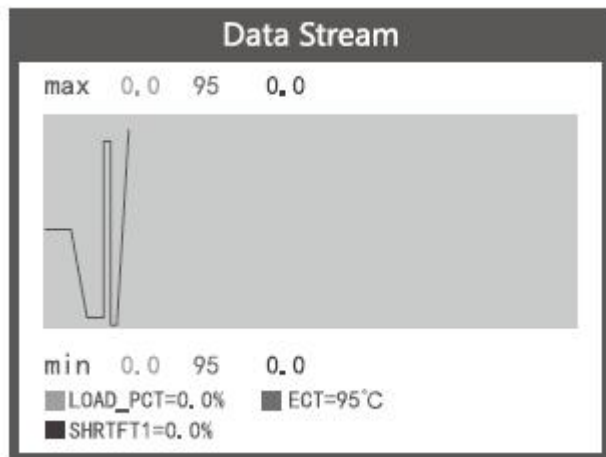 Data Stream
max 0.0 95 0.0
min 0.0 95 0.0
LOAD_PCT=0.0% ECT=95℃
SHRTFT1=0.0%